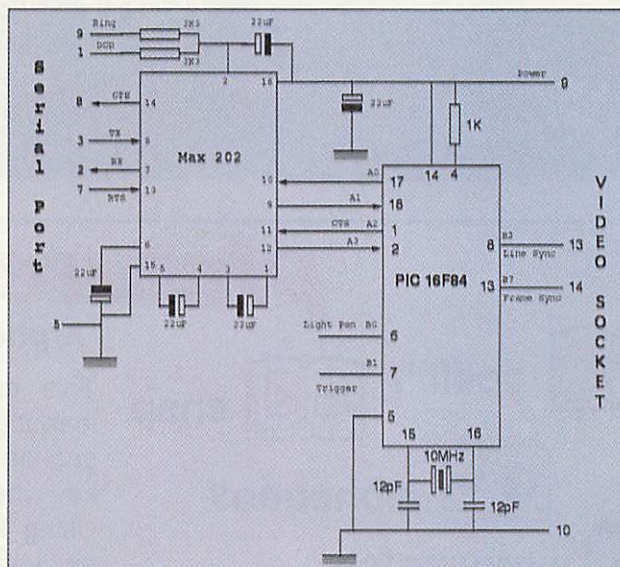 9 Ring 3K3
1 DCD 3K3
22uF
2
16
Power 9
Serial Port
8 CTS 14
3 TX 8
2 RX 7
7 RTS 13
Max 202
22uF
1K
14 4
10 A0 17
9 A1 18
11 CTS A2 1
12 A3 2
PIC 16F84
8 B2 Line Sync 13
13 B7 Frame Sync 14
VIDEO SOCKET
6
15
5 4 3 1
22uF
22uF 22uF
5
Light Pen B0 6
B1 7
Trigger
5
15 16
10MHz
12pF 12pF
10